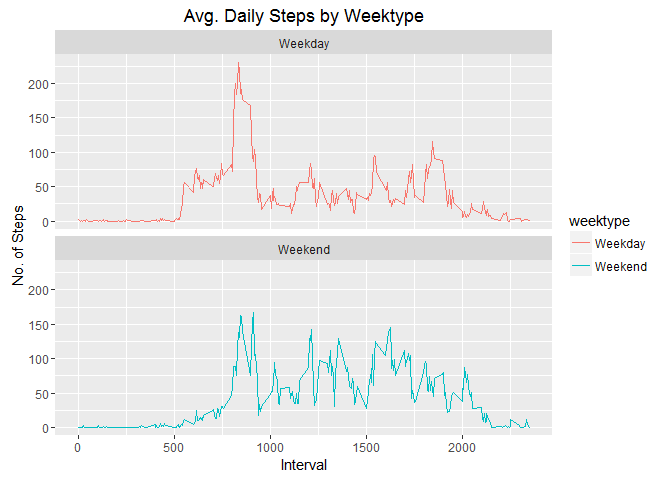 Avg. Daily Steps by Weektype
Weekday
200
150
100
50
0
No. of Steps
Weekend
200
150
100
50
0
0 500 1000 1500 2000
Interval
weektype
Weekday
Weekend